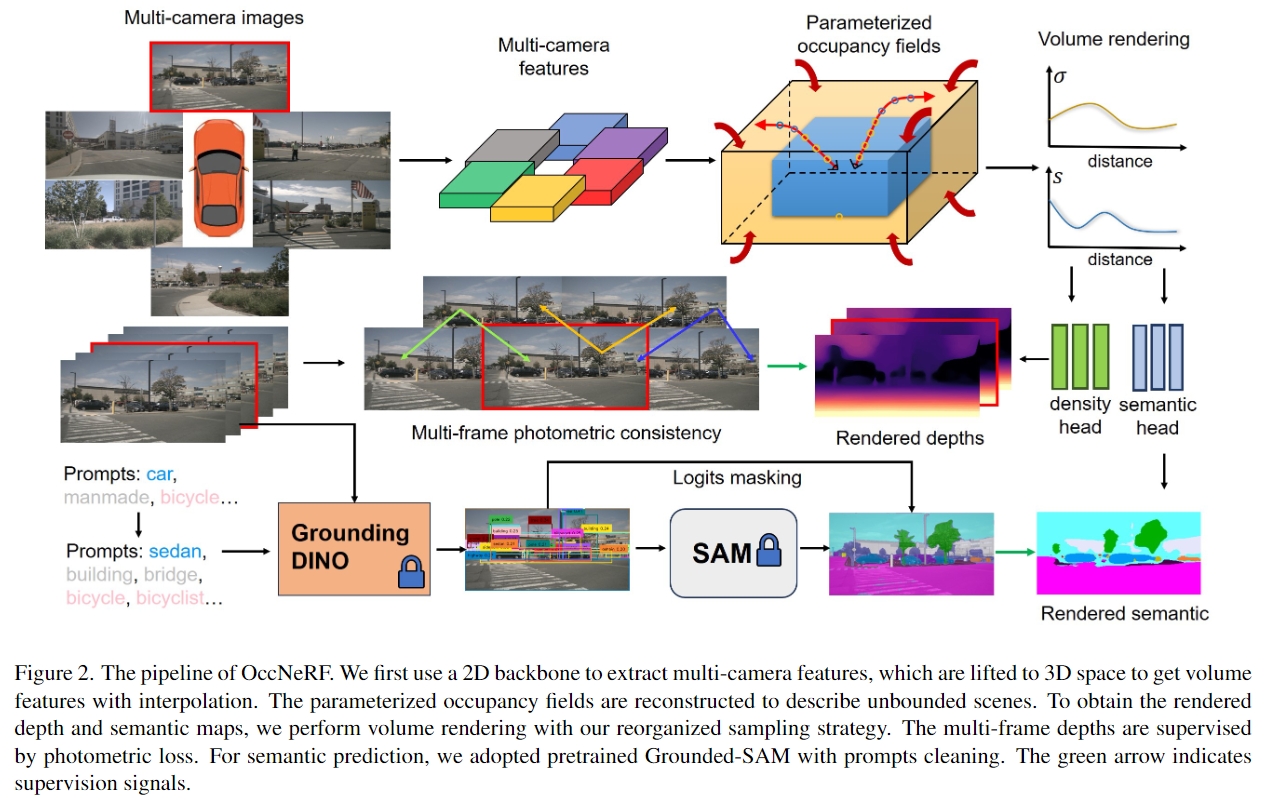 Multi-camera images
Multi-camera
features
Parameterized
occupancy fields
Volume rendering
σ
distance
s
distance
density
head
semantic
head
Multi-frame photometric consistency
Rendered depths
Prompts: car,
manmade, bicycle…
Prompts: sedan,
building, bridge,
bicycle, bicyclist…
Grounding
DINO
Logits masking
SAM
Rendered semantic
Figure 2. The pipeline of OccNeRF. We first use a 2D backbone to extract multi-camera features, which are lifted to 3D space to get volume
features with interpolation. The parameterized occupancy fields are reconstructed to describe unbounded scenes. To obtain the rendered
depth and semantic maps, we perform volume rendering with our reorganized sampling strategy. The multi-frame depths are supervised
by photometric loss. For semantic prediction, we adopted pretrained Grounded-SAM with prompts cleaning. The green arrow indicates
supervision signals.